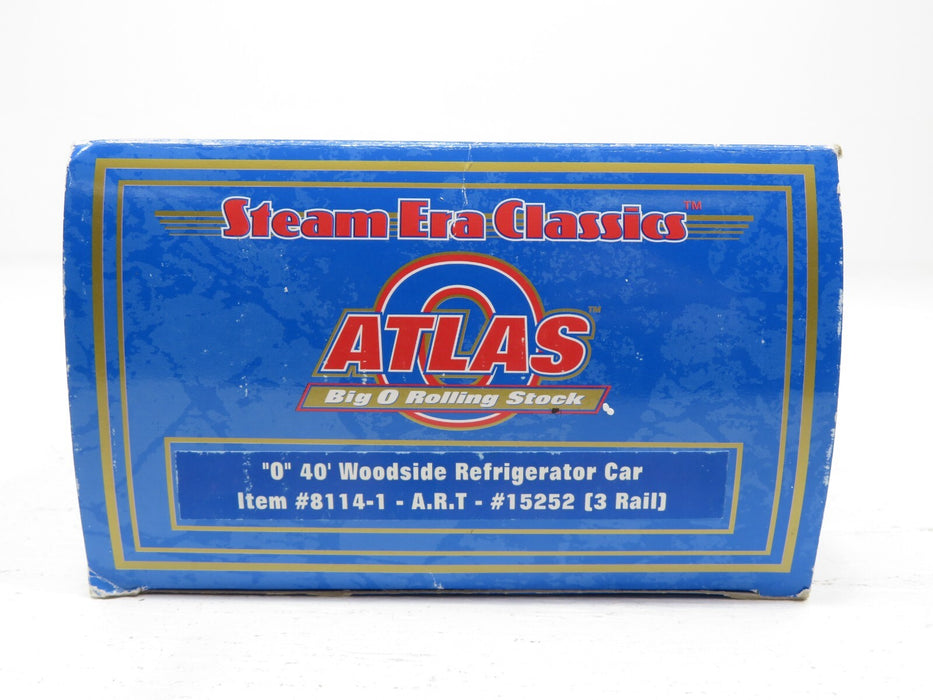 Steam Era Classics™
ATLAS™
Big O Rolling Stock
"O" 40' Woodside Refrigerator Car
Item #8114-1 - A.R.T - #15252 (3 Rail)